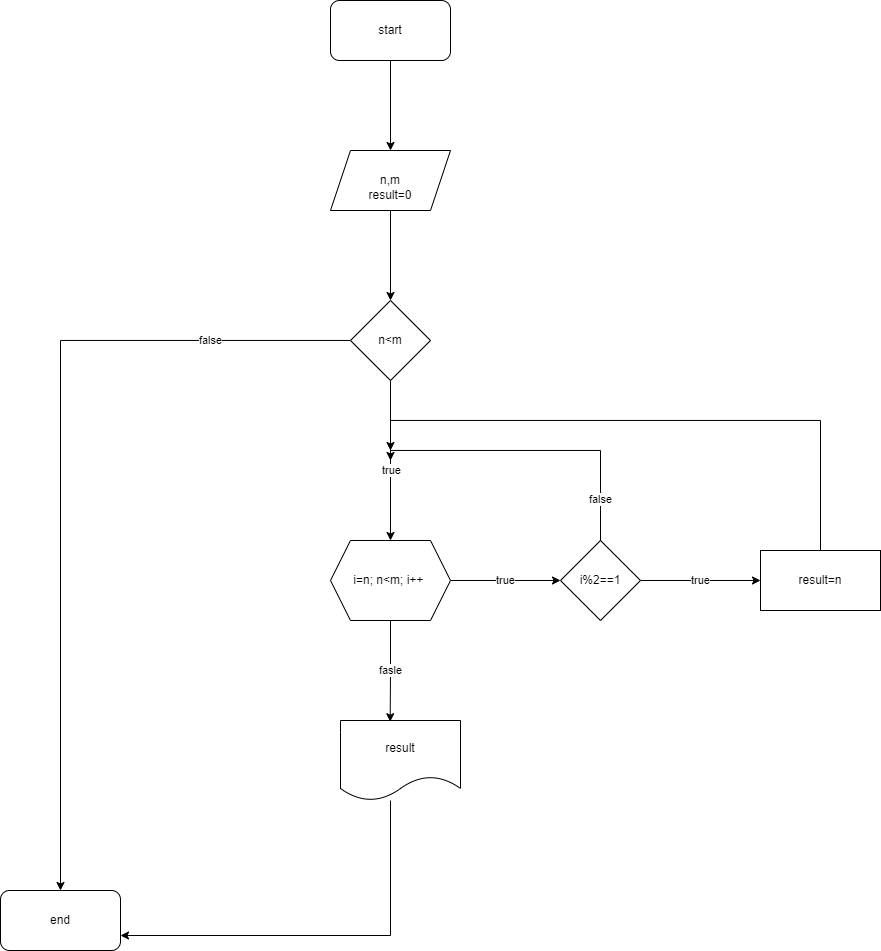 start
n,m
result=0
n<m
false
true
false
i=n; n<m; i++
true
i%2==1
true
result=n
fasle
result
end